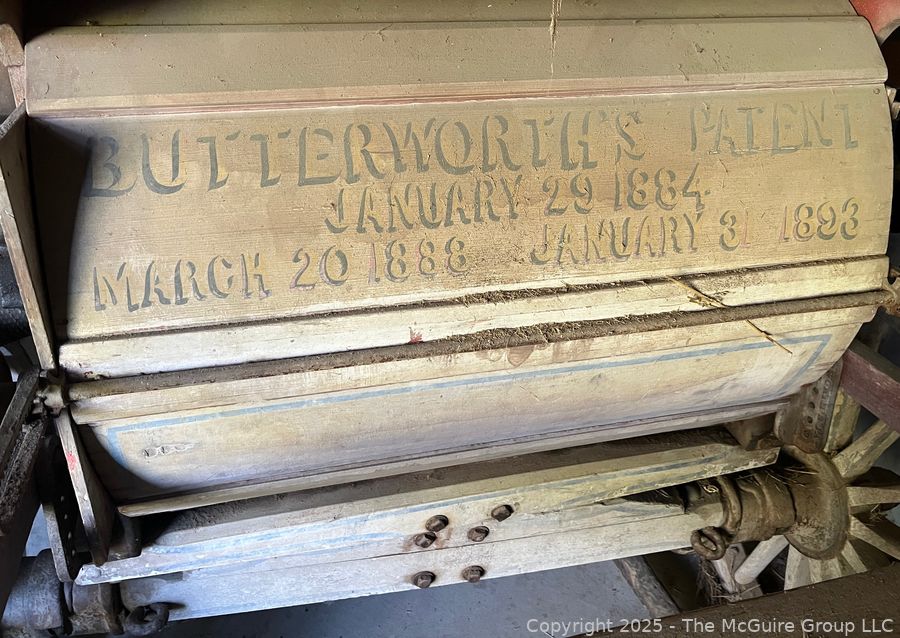 BUTTERWORTH'S PATENT
JANUARY 29 1884
MARCH 20 1888 JANUARY 31 1893
Copyright © 2025 - The McGuire Group LLC